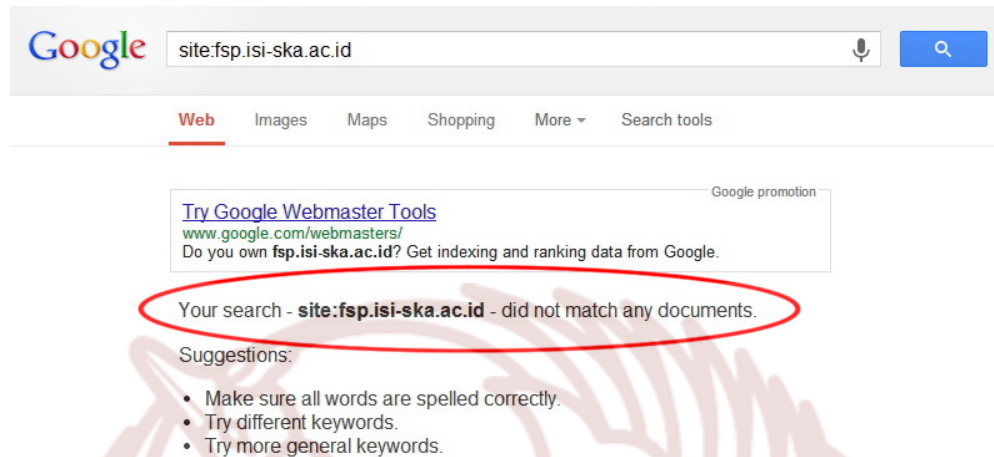 Google site:fsp.isi-ska.ac.id
Web Images Maps Shopping More Search tools
Google promotion
Try Google Webmaster Tools
www.google.com/webmasters/
Do you own fsp.isi-ska.ac.id? Get indexing and ranking data from Google.
Your search - site:fsp.isi-ska.ac.id - did not match any documents.
Suggestions:
• Make sure all words are spelled correctly.
• Try different keywords.
• Try more general keywords.